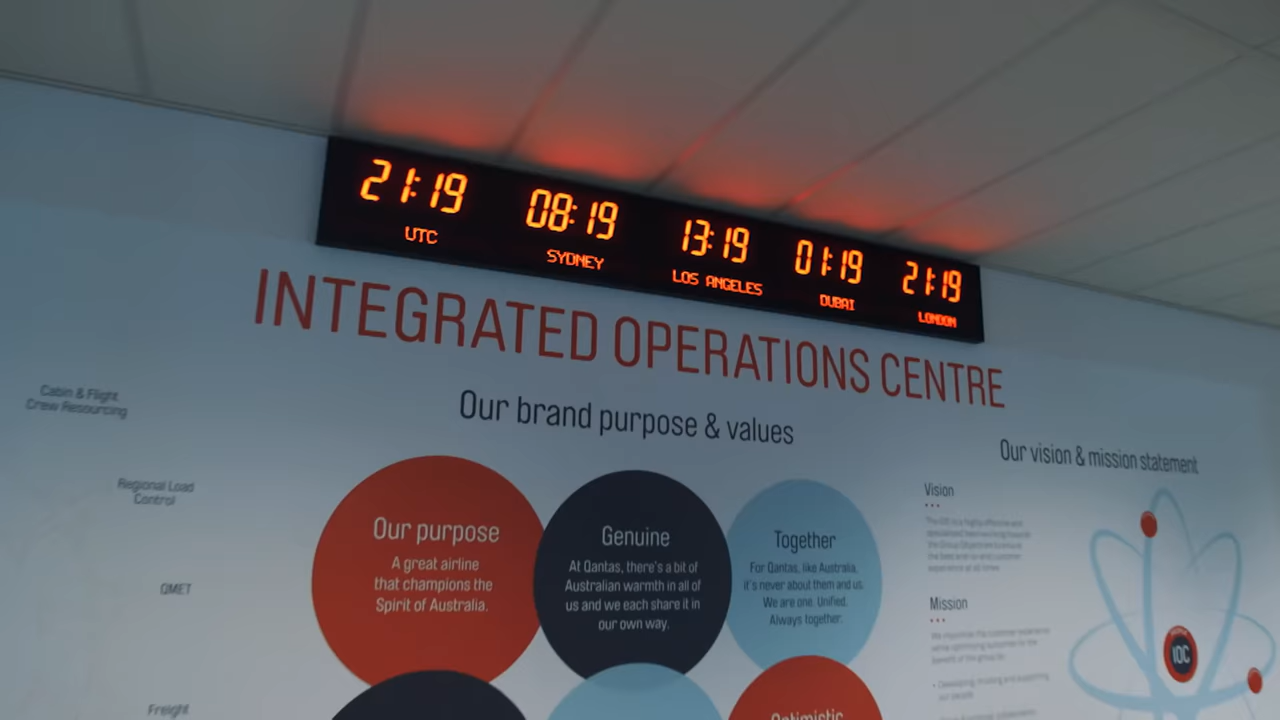 21:19 08:19 13:19 01:19 21:19
UTC SYDNEY LOS ANGELES DUBAI LONDON
INTEGRATED OPERATIONS CENTRE
Our brand purpose & values
Our vision & mission statement
Cabin & Flight
Crew Resourcing
Regional Load
Control
QMET
Freight
Our purpose
A great airline
that champions the
Spirit of Australia.
Genuine
At Qantas, there's a bit of
Australian warmth in all of
us and we each share it in
our own way.
Together
For Qantas, like Australia,
it's never about them and us.
We are one. Unified.
Always together.
Optimistic
Vision
Mission
IOC